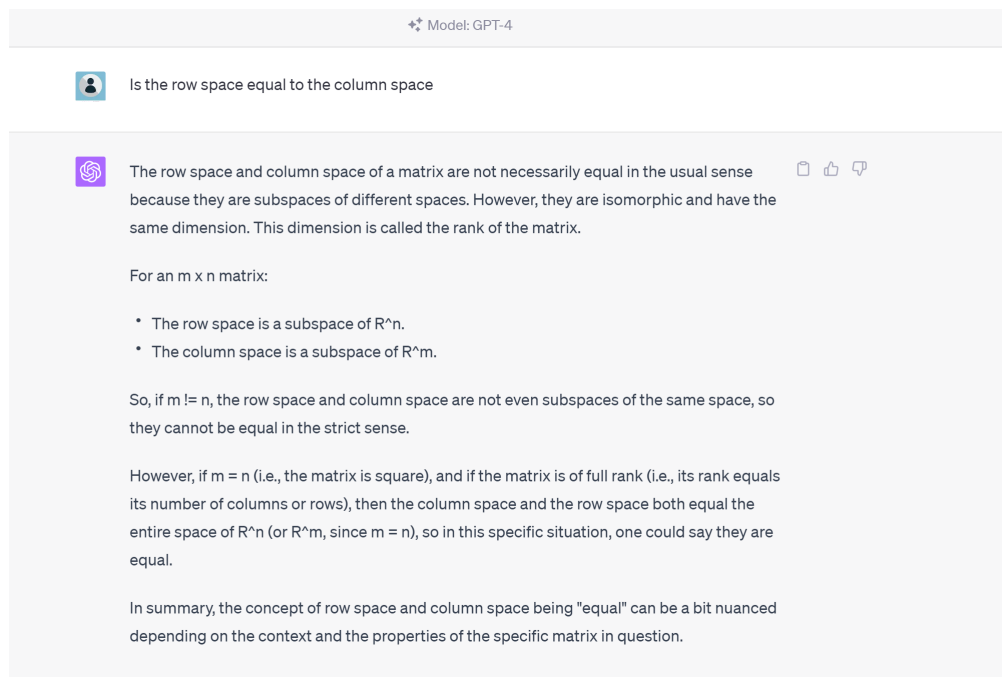 Model: GPT-4
Is the row space equal to the column space
The row space and column space of a matrix are not necessarily equal in the usual sense
because they are subspaces of different spaces. However, they are isomorphic and have the
same dimension. This dimension is called the rank of the matrix.
For an m x n matrix:
• The row space is a subspace of R^n.
• The column space is a subspace of R^m.
So, if m != n, the row space and column space are not even subspaces of the same space, so
they cannot be equal in the strict sense.
However, if m = n (i.e., the matrix is square), and if the matrix is of full rank (i.e., its rank equals
its number of columns or rows), then the column space and the row space both equal the
entire space of R^n (or R^m, since m = n), so in this specific situation, one could say they are
equal.
In summary, the concept of row space and column space being "equal" can be a bit nuanced
depending on the context and the properties of the specific matrix in question.